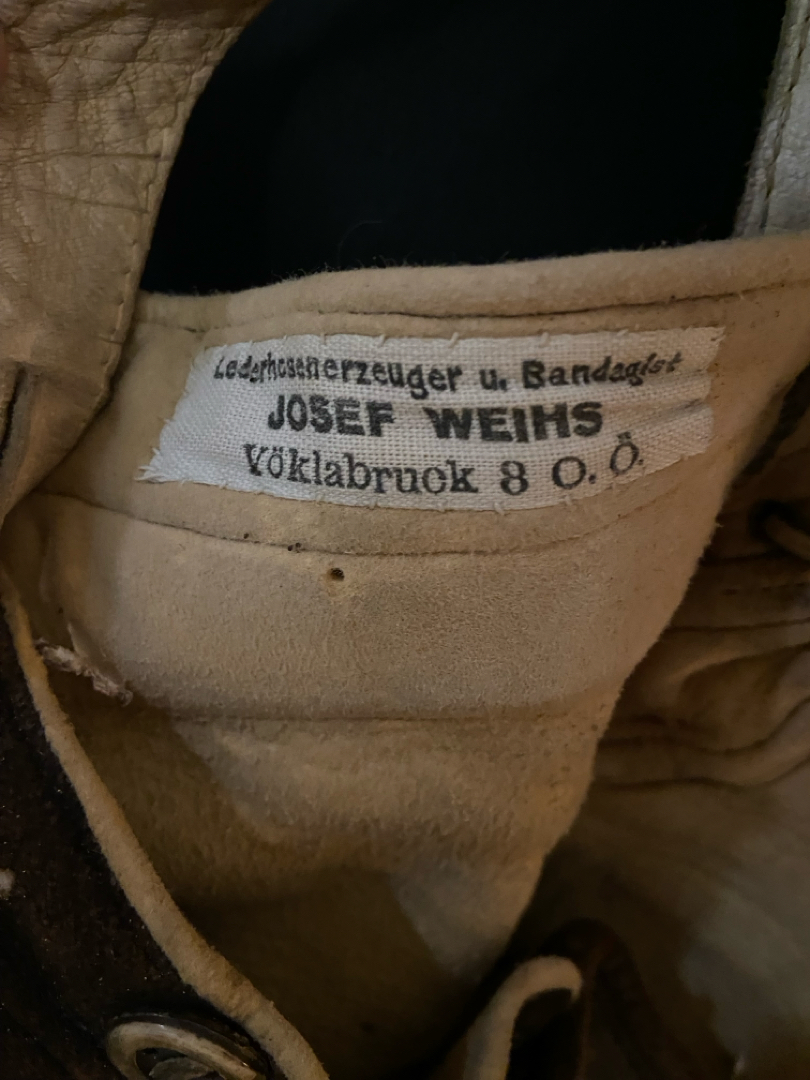 Lederhosenerzeuger u. Bandagist
JOSEF WEIHS
Vöklabruck 8 O.Ö.